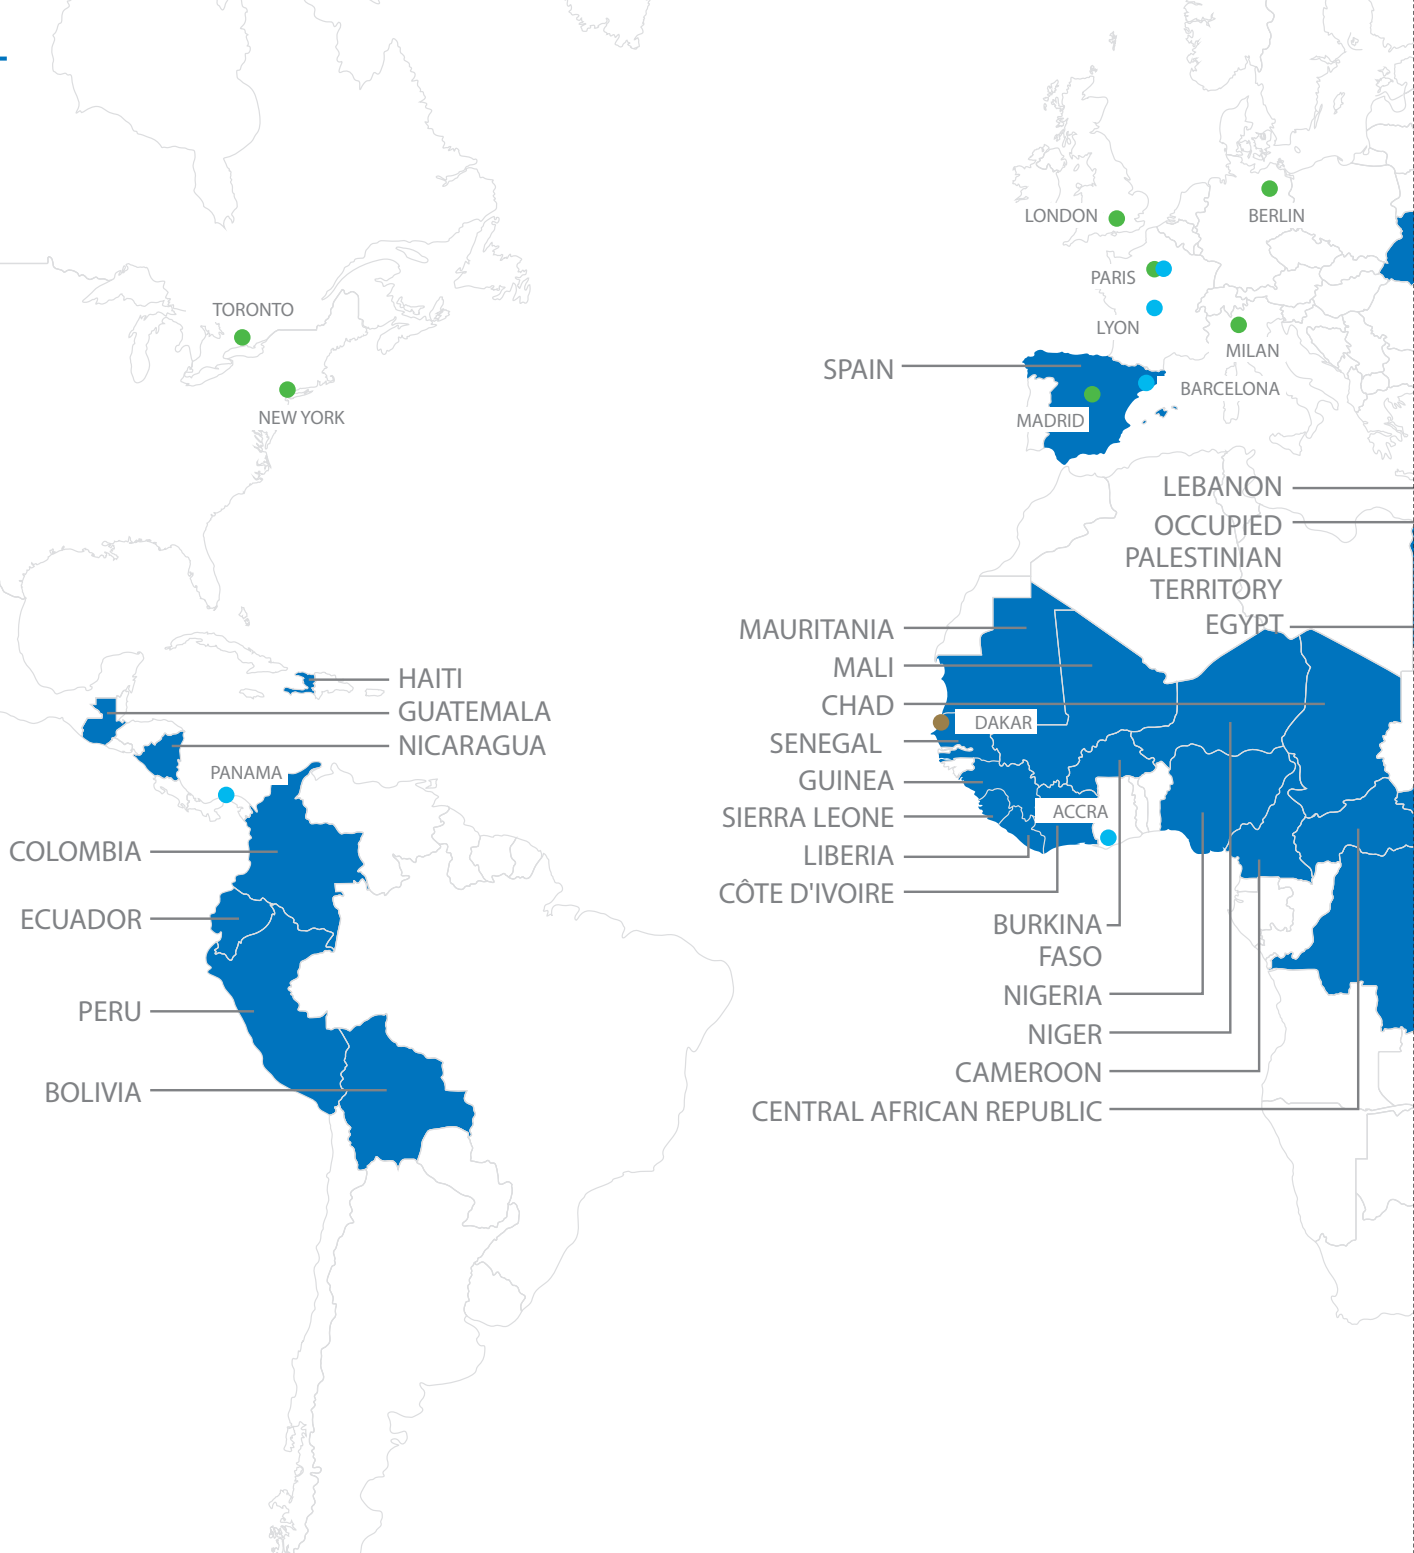 LONDON
BERLIN
PARIS
LYON
MILAN
TORONTO
NEW YORK
SPAIN
BARCELONA
MADRID
LEBANON
OCCUPIED
PALESTINIAN
TERRITORY
EGYPT
HAITI
GUATEMALA
NICARAGUA
PANAMA
COLOMBIA
ECUADOR
PERU
BOLIVIA
MAURITANIA
MALI
CHAD
DAKAR
SENEGAL
GUINEA
SIERRA LEONE
ACCRA
LIBERIA
CÔTE D'IVOIRE
BURKINA
FASO
NIGERIA
NIGER
CAMEROON
CENTRAL AFRICAN REPUBLIC